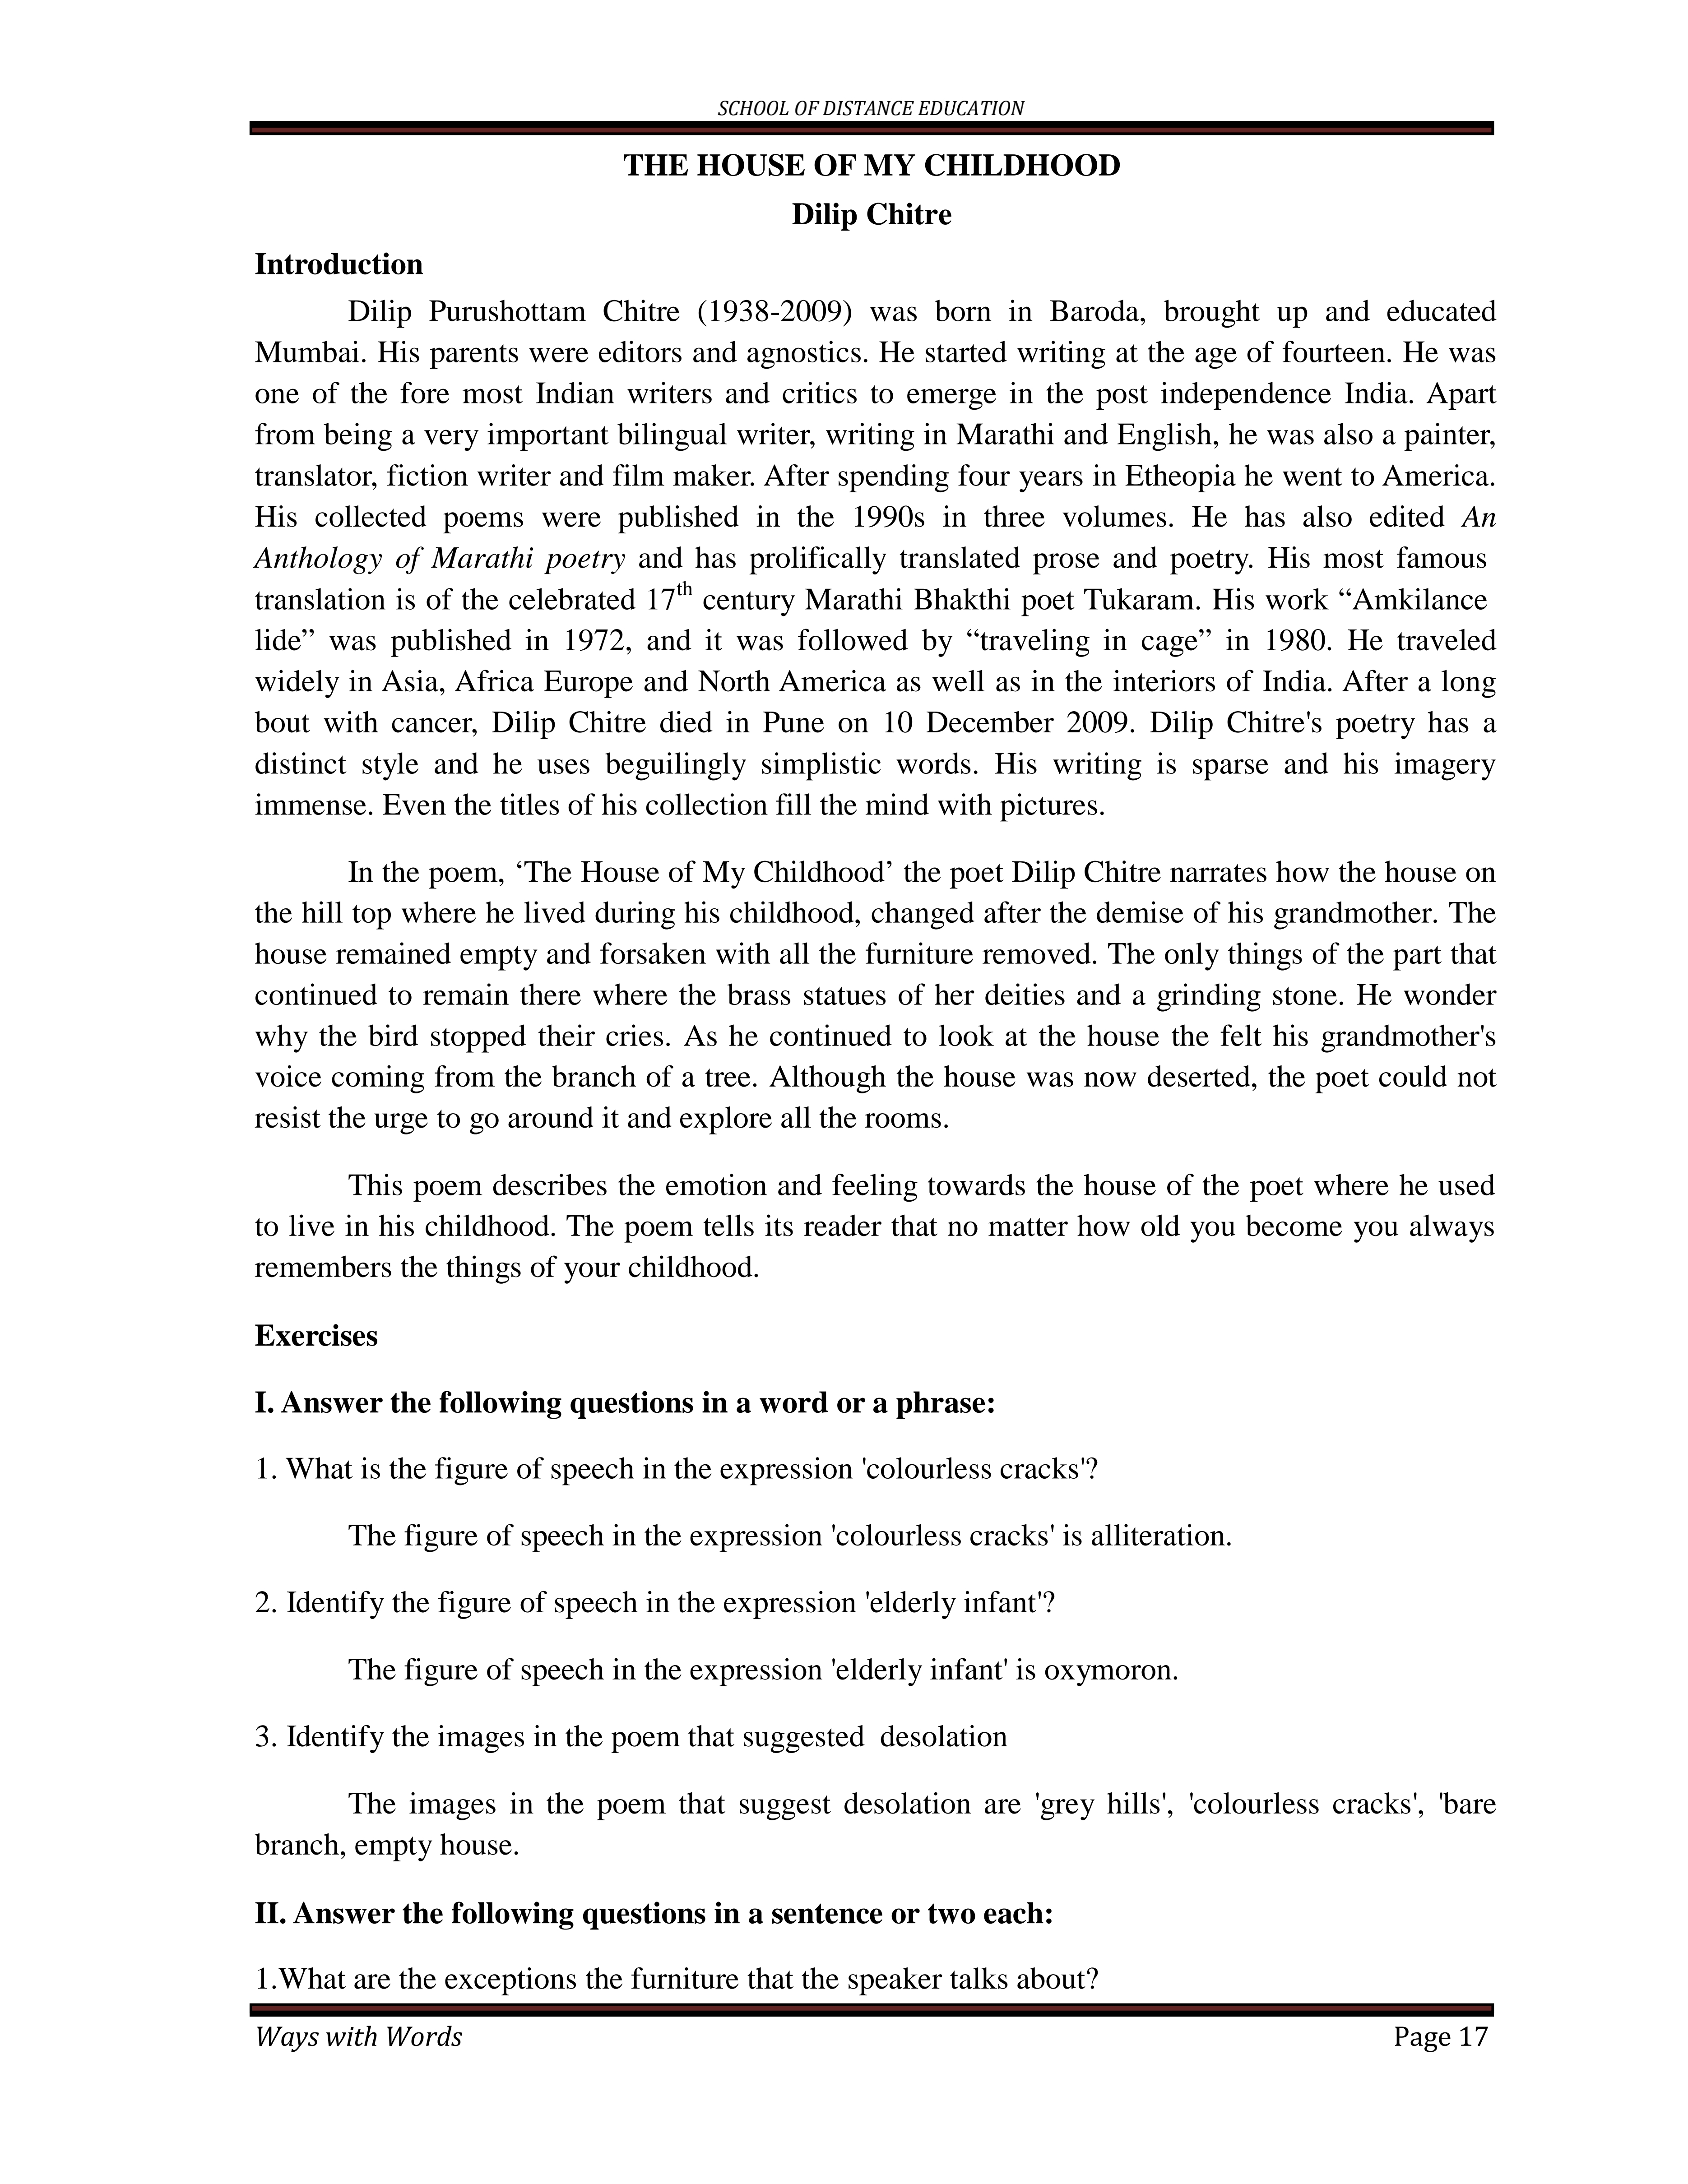 SCHOOL OF DISTANCE EDUCATION
THE HOUSE OF MY CHILDHOOD
Dilip Chitre
Introduction
Dilip Purushottam Chitre (1938-2009) was born in Baroda, brought up and educated
Mumbai. His parents were editors and agnostics. He started writing at the age of fourteen. He was
one of the fore most Indian writers and critics to emerge in the post independence India. Apart
from being a very important bilingual writer, writing in Marathi and English, he was also a painter,
translator, fiction writer and film maker. After spending four years in Etheopia he went to America.
His collected poems were published in the 1990s in three volumes. He has also edited An
Anthology of Marathi poetry and has prolifically translated prose and poetry. His most famous
translation is of the celebrated 17th century Marathi Bhakthi poet Tukaram. His work “Amkilance
lide” was published in 1972, and it was followed by “traveling in cage” in 1980. He traveled
widely in Asia, Africa Europe and North America as well as in the interiors of India. After a long
bout with cancer, Dilip Chitre died in Pune on 10 December 2009. Dilip Chitre's poetry has a
distinct style and he uses beguilingly simplistic words. His writing is sparse and his imagery
immense. Even the titles of his collection fill the mind with pictures.
In the poem, ‘The House of My Childhood’ the poet Dilip Chitre narrates how the house on
the hill top where he lived during his childhood, changed after the demise of his grandmother. The
house remained empty and forsaken with all the furniture removed. The only things of the part that
continued to remain there where the brass statues of her deities and a grinding stone. He wonder
why the bird stopped their cries. As he continued to look at the house the felt his grandmother's
voice coming from the branch of a tree. Although the house was now deserted, the poet could not
resist the urge to go around it and explore all the rooms.
This poem describes the emotion and feeling towards the house of the poet where he used
to live in his childhood. The poem tells its reader that no matter how old you become you always
remembers the things of your childhood.
Exercises
I. Answer the following questions in a word or a phrase:
1. What is the figure of speech in the expression 'colourless cracks'?
The figure of speech in the expression 'colourless cracks' is alliteration.
2. Identify the figure of speech in the expression 'elderly infant'?
The figure of speech in the expression 'elderly infant' is oxymoron.
3. Identify the images in the poem that suggested  desolation
The images in the poem that suggest desolation are 'grey hills', 'colourless cracks', 'bare
branch, empty house.
II. Answer the following questions in a sentence or two each:
1.What are the exceptions the furniture that the speaker talks about?
Ways with Words Page 17